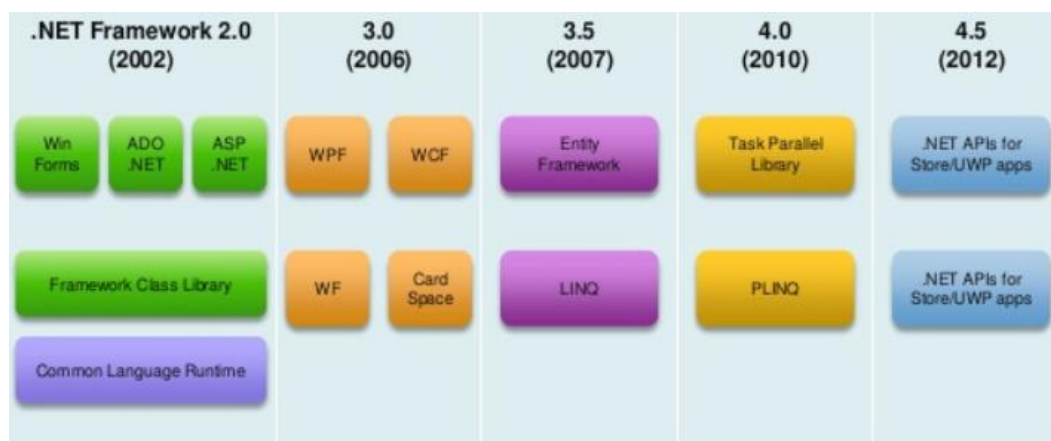 .NET Framework 2.0
(2002)
3.0
(2006)
3.5
(2007)
4.0
(2010)
4.5
(2012)
Win
Forms
ADO
.NET
ASP
.NET
WPF
WCF
Entity
Framework
Task Parallel
Library
.NET APIs for
Store/UWP apps
Framework Class Library
WF
Card
Space
LINQ
PLINQ
.NET APIs for
Store/UWP apps
Common Language Runtime